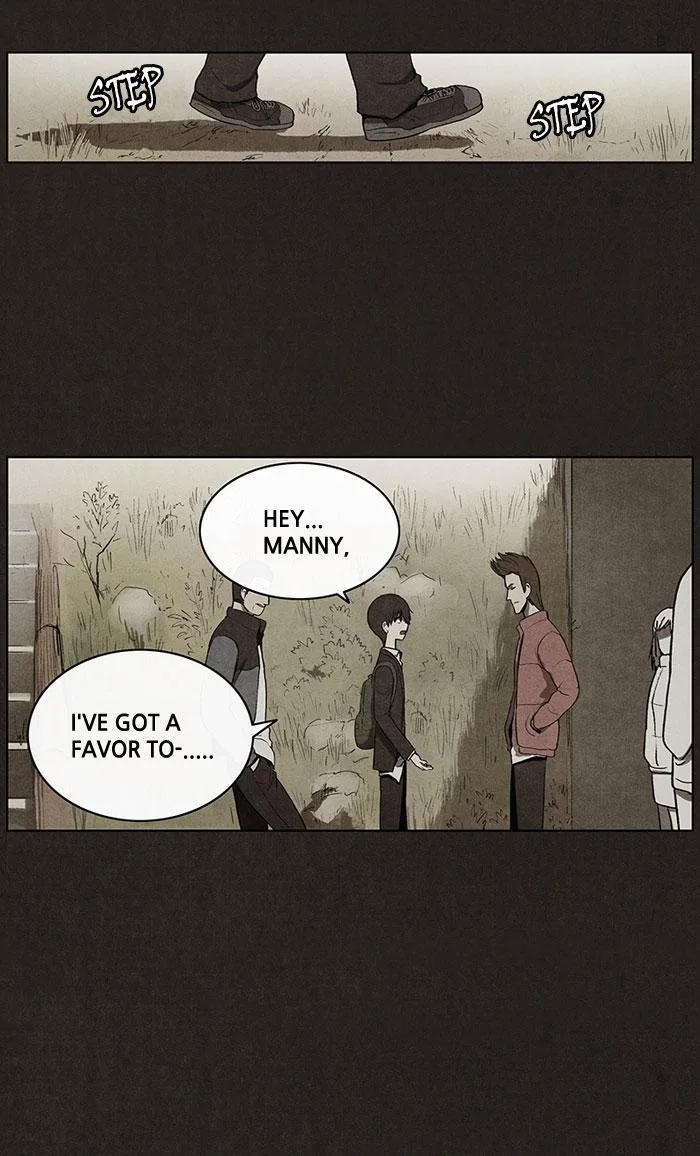 STEP
STEP
HEY...
MANNY,
I'VE GOT A
FAVOR TO-.....